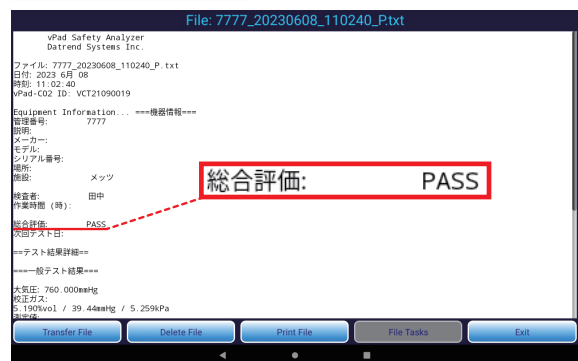 File: 7777_20230608_110240_P.txt
vPad Safety Analyzer
Datrend Systems Inc.
ファイル: 7777_20230608_110240_P.txt
日付: 2023 6月 08
時刻: 11:02:40
vPad-CO2 ID: VCT21090019
Equipment Information... ===機器情報===
管理番号: 7777
説明:
メーカー:
モデル:
シリアル番号:
場所:
施設: メッツ
検査者: 田中
作業時間 (時):
総合評価: PASS
総合評価: PASS
次回テスト日:
==テスト結果詳細==
===一般テスト結果===
大気圧: 760.000mmHg
校正ガス:
5.190%vol / 39.44mmHg / 5.259kPa
測定値:
Transfer File
Delete File
Print File
File Tasks
Exit